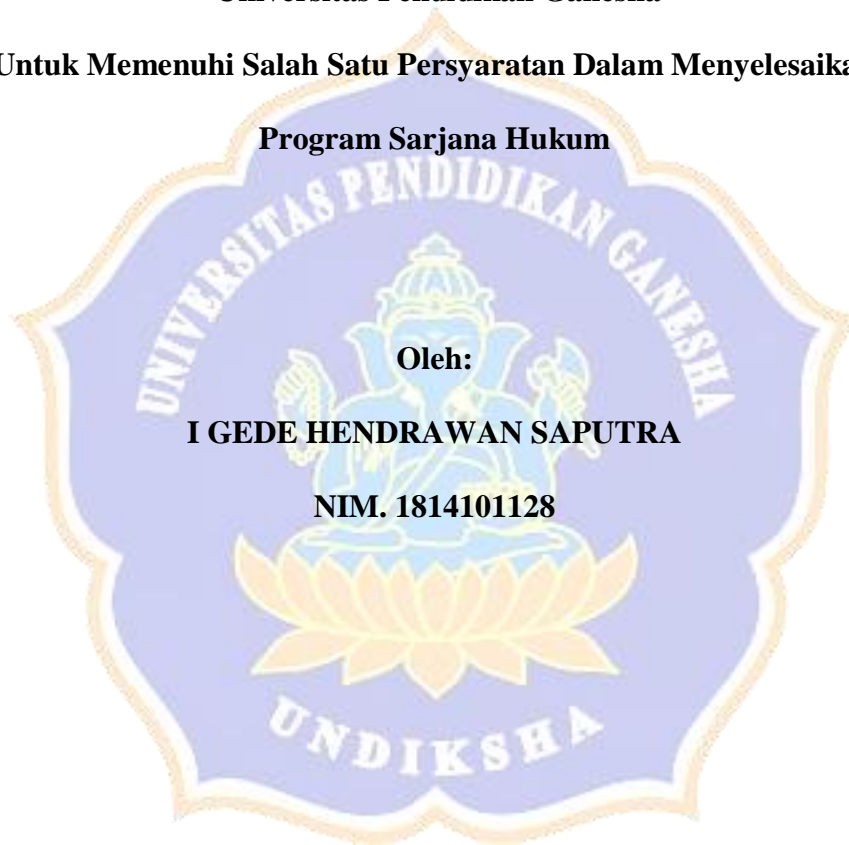 Untuk Memenuhi Salah Satu Persyaratan Dalam Menyelesaika
Program Sarjana Hukum
UNIVERSITAS PENDIDIKAN GANESHA
Oleh:
I GEDE HENDRAWAN SAPUTRA
NIM. 1814101128
UNDIKSHA